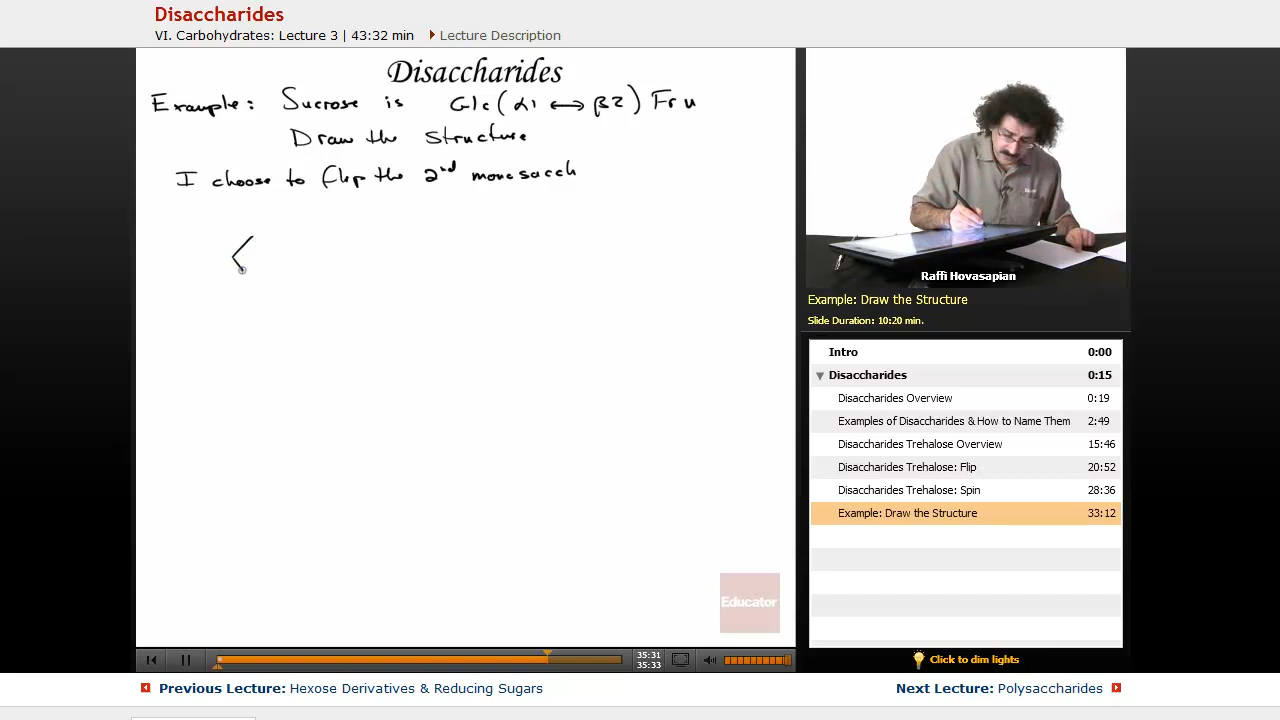 Disaccharides
VI. Carbohydrates: Lecture 3 | 43:32 min Lecture Description
Disaccharides
Example: Sucrose is Glc(α1 ↔ β2) Fru
Draw the structure
I choose to flip the 2nd monosacch
Educator
35:31
35:33
Raffi Hovasapian
Example: Draw the Structure
Slide Duration: 10:20 min.
Intro 0:00
Disaccharides 0:15
Disaccharides Overview 0:19
Examples of Disaccharides & How to Name Them 2:49
Disaccharides Trehalose Overview 15:46
Disaccharides Trehalose: Flip 20:52
Disaccharides Trehalose: Spin 28:36
Example: Draw the Structure 33:12
Click to dim lights
Previous Lecture: Hexose Derivatives & Reducing Sugars
Next Lecture: Polysaccharides